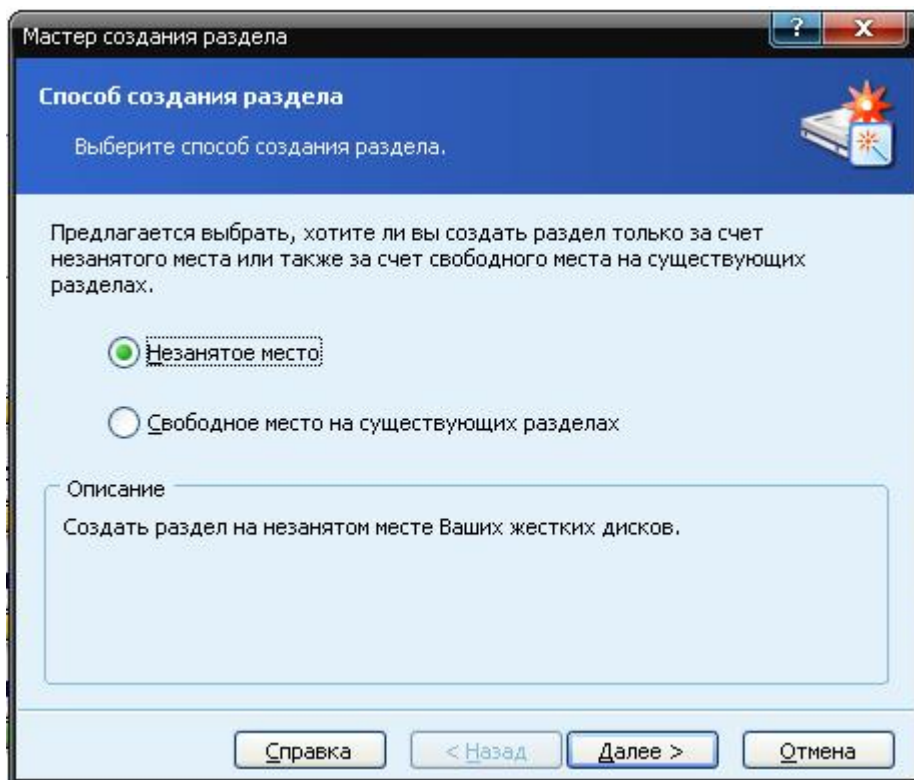 Мастер создания раздела
Способ создания раздела
Выберите способ создания раздела.
Предлагается выбрать, хотите ли вы создать раздел только за счет
незанятого места или также за счет свободного места на существующих
разделах.
Незанятое место
Свободное место на существующих разделах
Описание
Создать раздел на незанятом месте Ваших жестких дисков.
Справка
< Назад
Далее >
Отмена